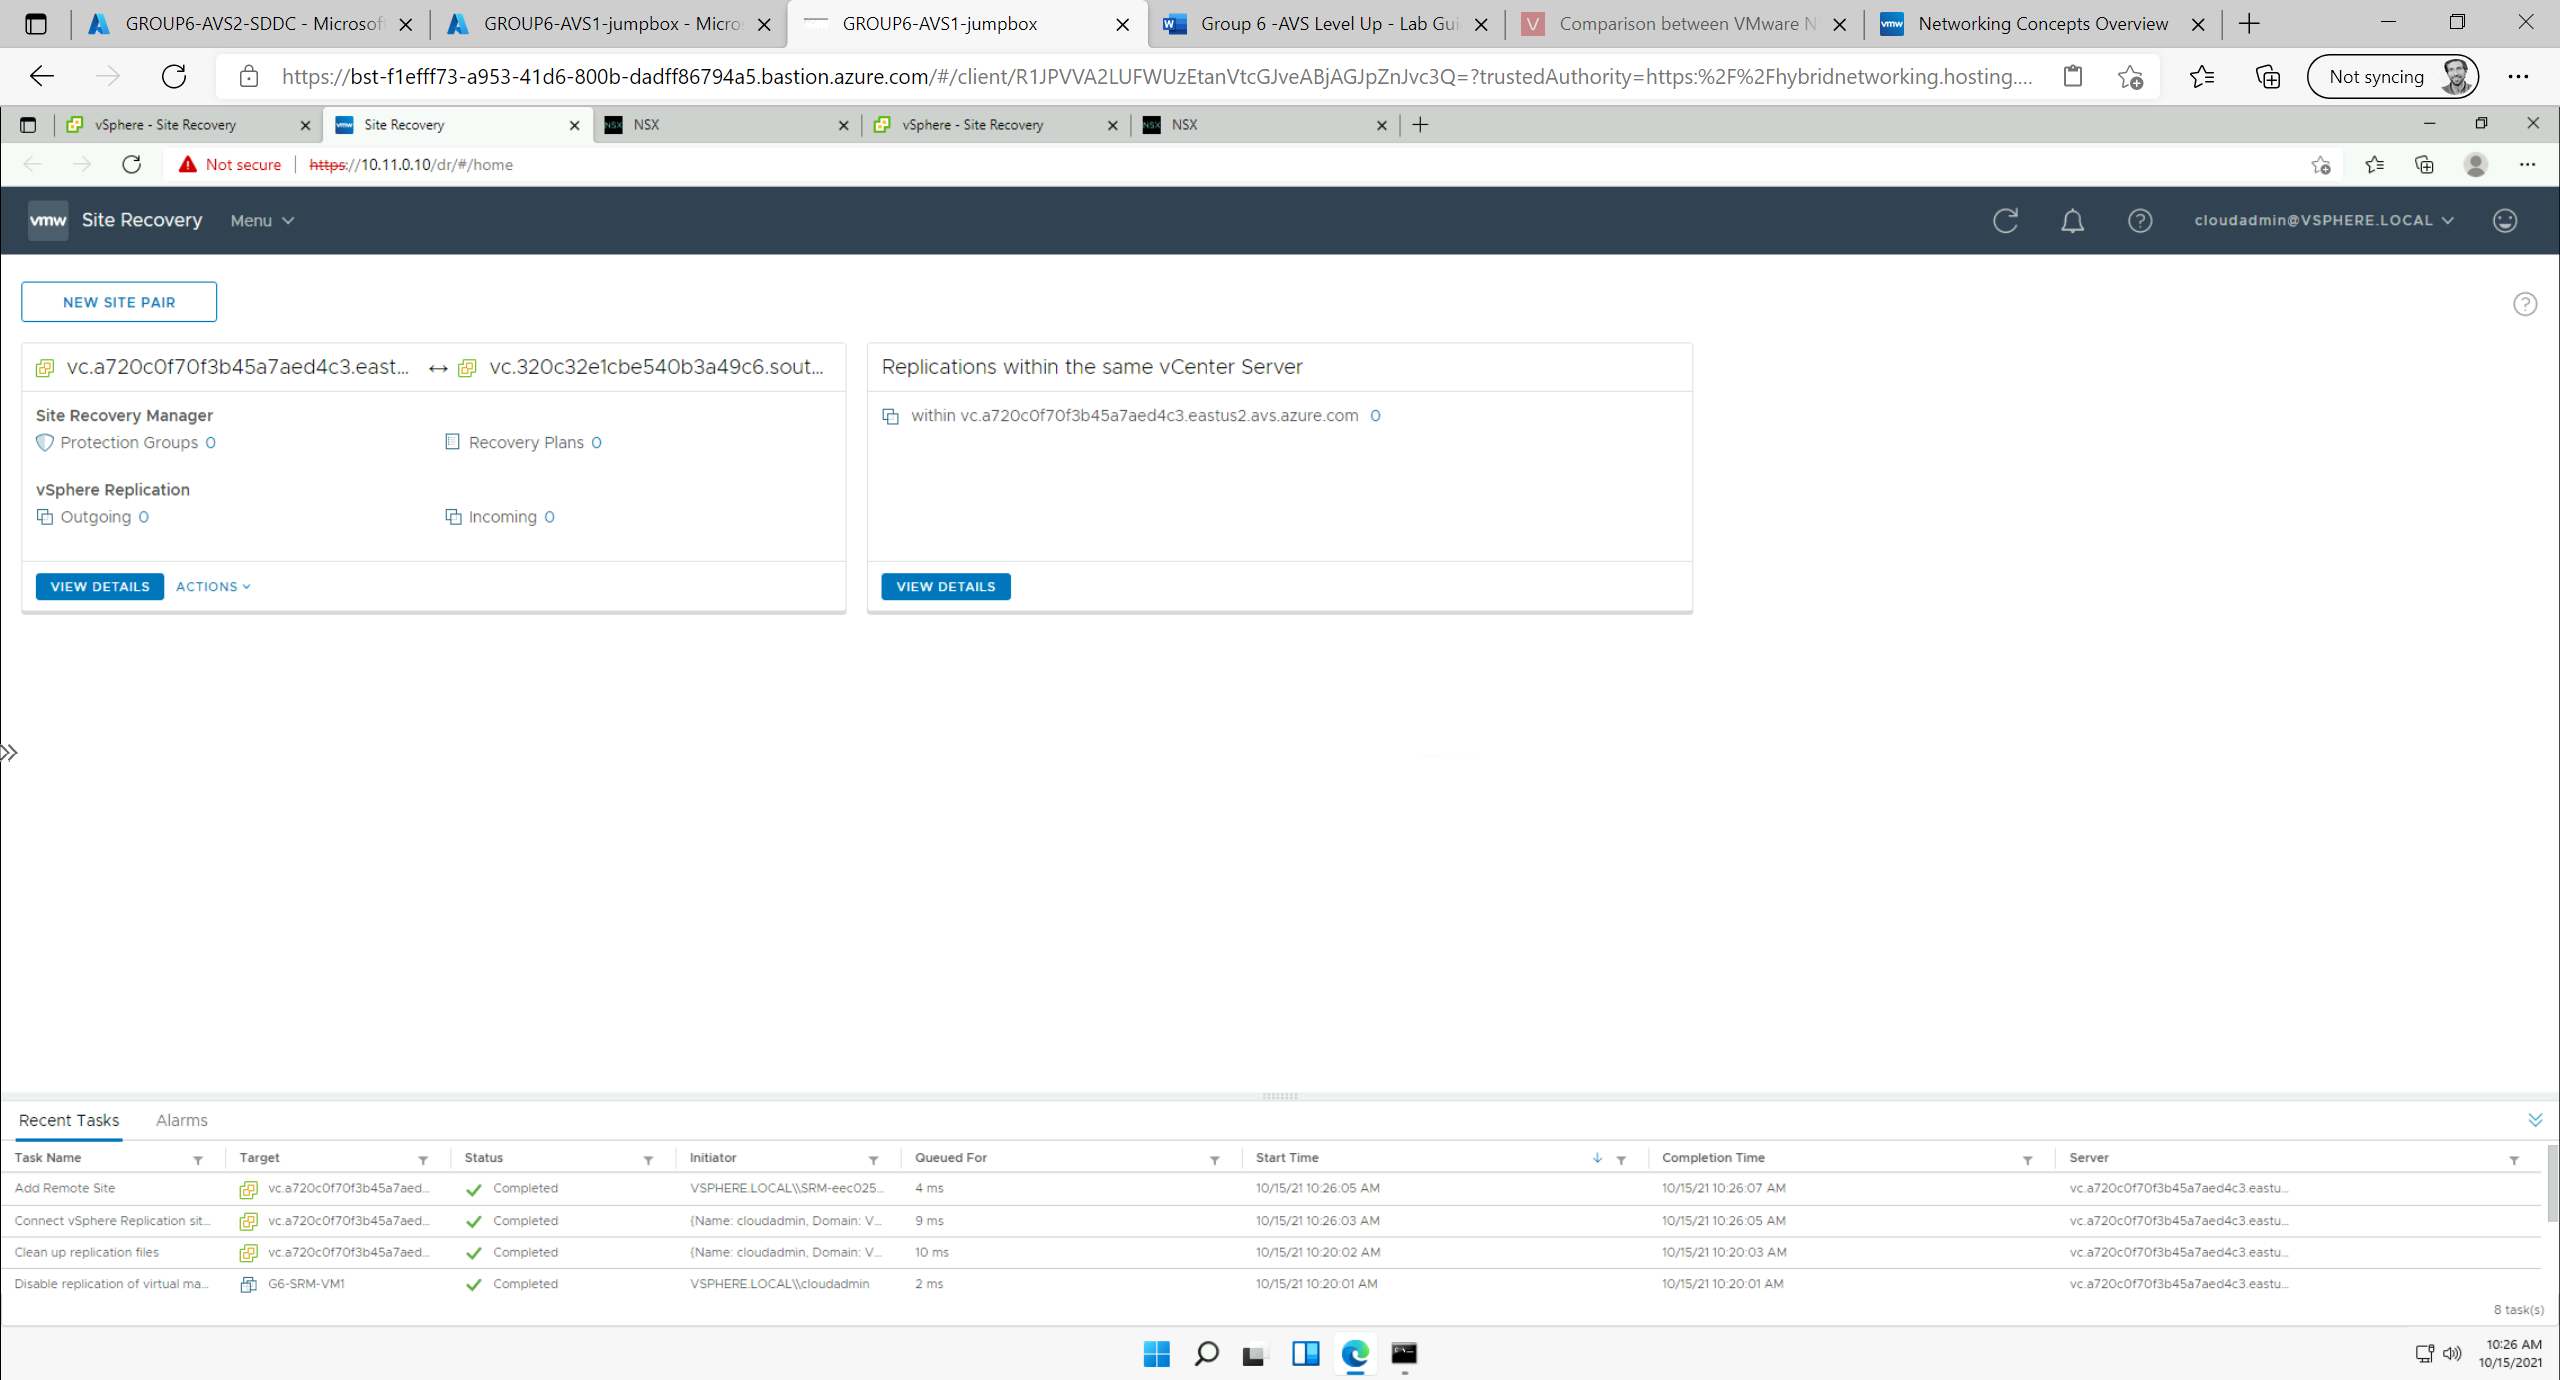 GROUP6-AVS2-SDDC - Microsoft
GROUP6-AVS1-jumpbox - Micro
GROUP6-AVS1-jumpbox
Group 6 -AVS Level Up - Lab Gui
Comparison between VMware N
Networking Concepts Overview
https://bst-f1efff73-a953-41d6-800b-dadff86794a5.bastion.azure.com/#/client/R1JPVVA2LUFWUzEtanVtcGJveABjAGJpZnJvc3Q=?trustedAuthority=https:%2F%2Fhybridnetworking.hosting....
Not syncing
vSphere - Site Recovery
Site Recovery
NSX
vSphere - Site Recovery
NSX
Not secure
https://10.11.0.10/dr/#/home
vmw Site Recovery Menu
cloudadmin@VSPHERE.LOCAL
NEW SITE PAIR
vc.a720c0f70f3b45a7aed4c3.east... ↔ vc.320c32e1cbe540b3a49c6.sout...
Site Recovery Manager
Protection Groups 0
Recovery Plans 0
vSphere Replication
Outgoing 0
Incoming 0
VIEW DETAILS ACTIONS
Replications within the same vCenter Server
within vc.a720c0f70f3b45a7aed4c3.eastus2.avs.azure.com 0
VIEW DETAILS
Recent Tasks Alarms
Task Name Target Status Initiator Queued For Start Time Completion Time Server
Add Remote Site vc.a720c0f70f3b45a7aed... Completed VSPHERE.LOCAL\\SRM-eec025... 4 ms 10/15/21 10:26:05 AM 10/15/21 10:26:07 AM vc.a720c0f70f3b45a7aed4c3.eastu...
Connect vSphere Replication sit... vc.a720c0f70f3b45a7aed... Completed {Name: cloudadmin, Domain: V... 9 ms 10/15/21 10:26:03 AM 10/15/21 10:26:05 AM vc.a720c0f70f3b45a7aed4c3.eastu...
Clean up replication files vc.a720c0f70f3b45a7aed... Completed {Name: cloudadmin, Domain: V... 10 ms 10/15/21 10:20:02 AM 10/15/21 10:20:03 AM vc.a720c0f70f3b45a7aed4c3.eastu...
Disable replication of virtual ma... G6-SRM-VM1 Completed VSPHERE.LOCAL\\cloudadmin 2 ms 10/15/21 10:20:01 AM 10/15/21 10:20:01 AM vc.a720c0f70f3b45a7aed4c3.eastu...
8 task(s)
10:26 AM
10/15/2021